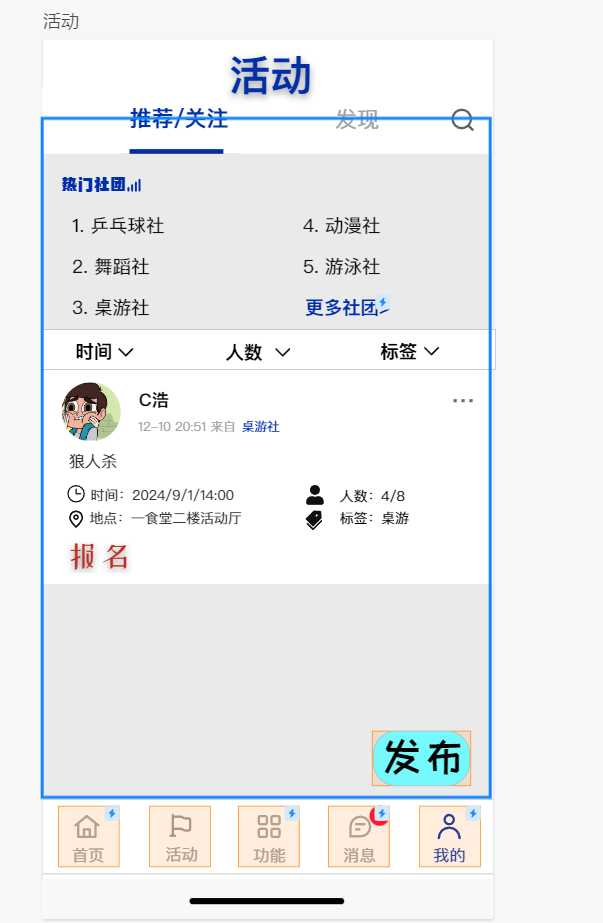 活动
活动
推荐/关注 发现
热门社团
1. 乒乓球社 4. 动漫社
2. 舞蹈社 5. 游泳社
3. 桌游社 更多社团
时间 人数 标签
C浩
12-10 20:51 来自 桌游社
狼人杀
时间：2024/9/1/14:00 人数：4/8
地点：一食堂二楼活动厅 标签：桌游
报名
发布
首页 活动 功能 消息 我的